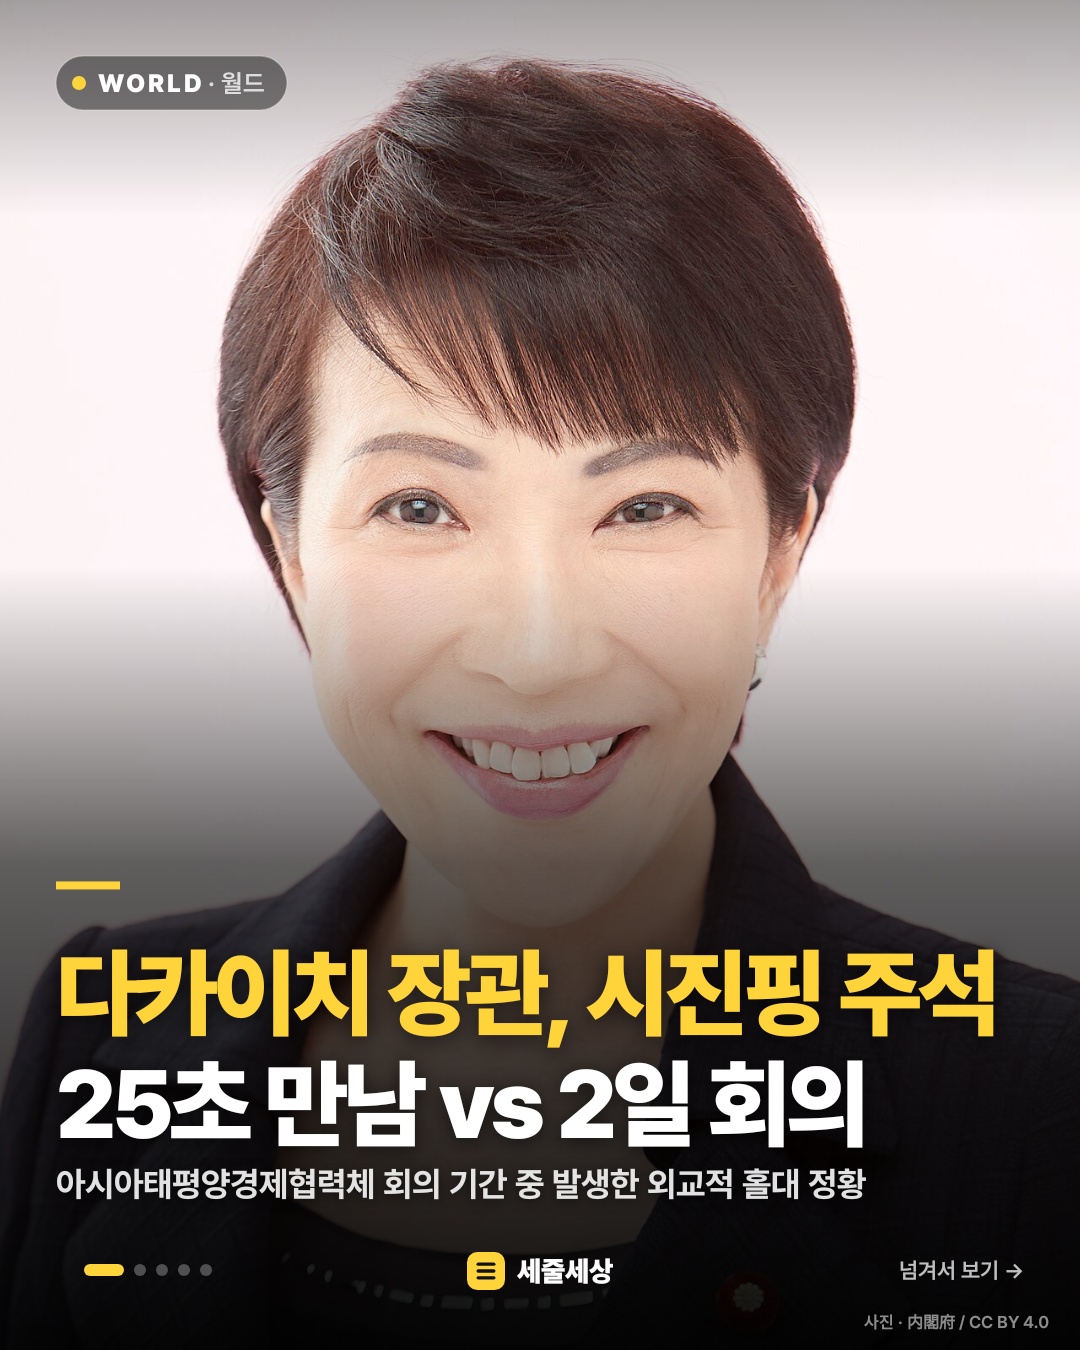 WORLD · 월드
다카이치 장관, 시진핑 주석
25초 만남 vs 2일 회의
아시아태평양경제협력체 회의 기간 중 발생한 외교적 홀대 정황
세줄세상
넘겨서 보기 →
사진 · 内閣府 / CC BY 4.0